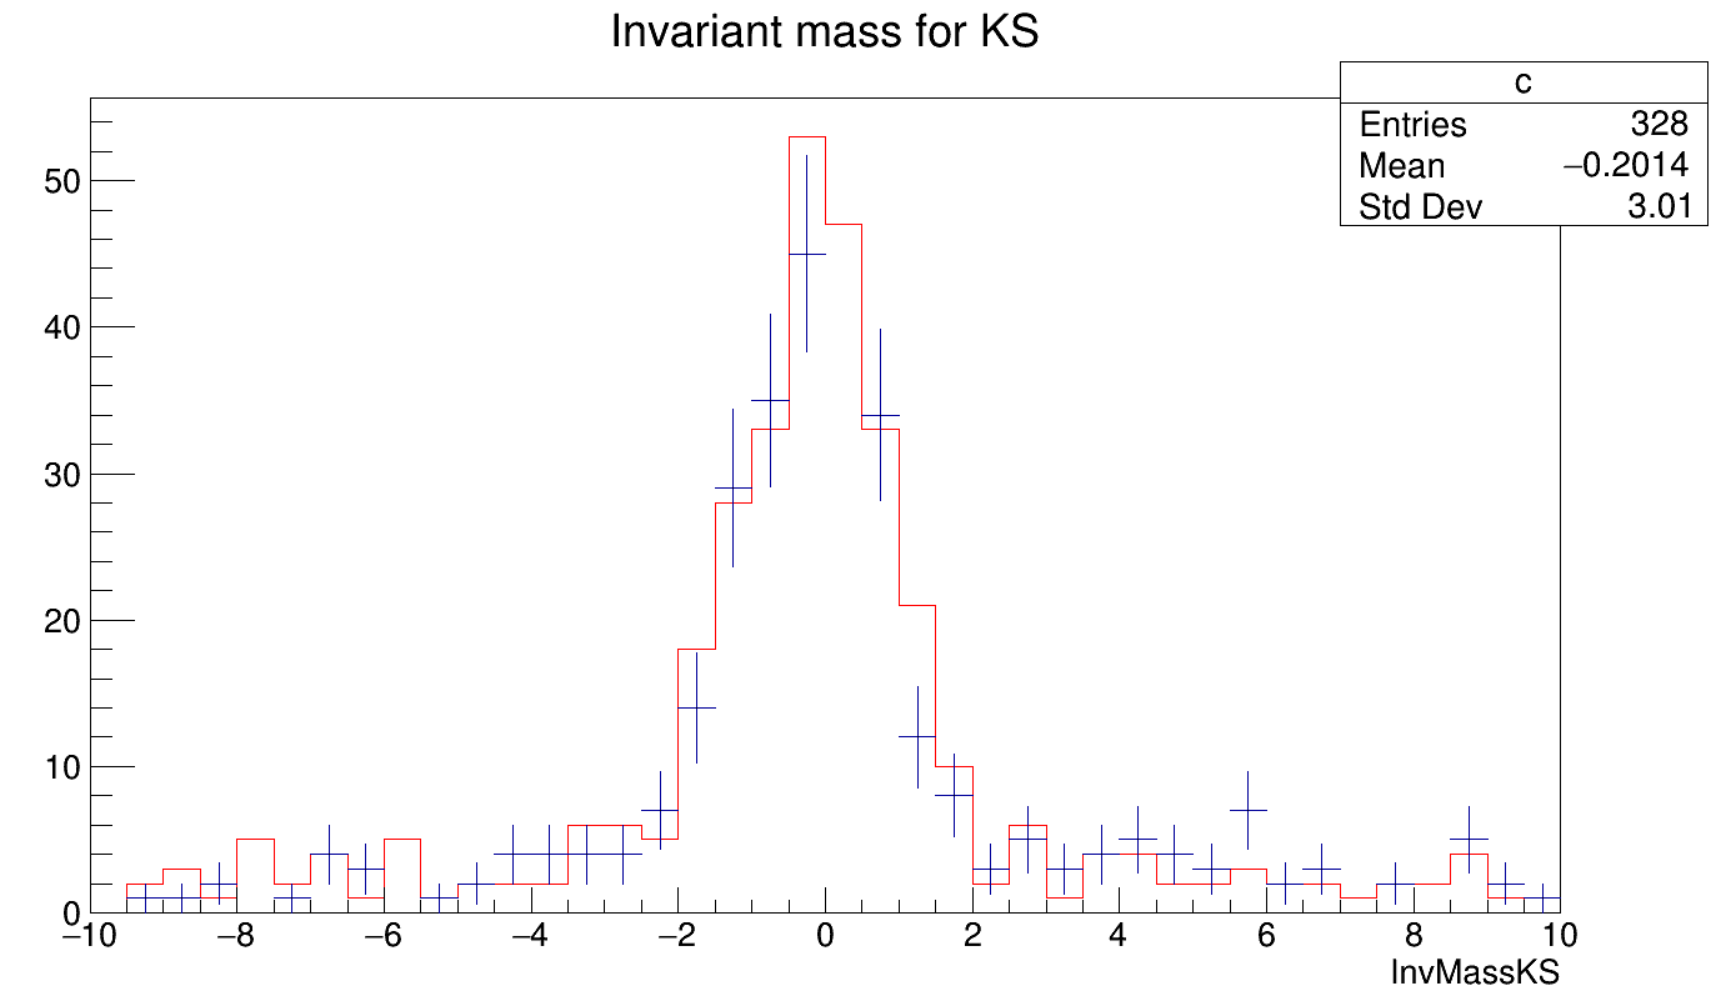 Invariant mass for KS
c
Entries 328
Mean −0.2014
Std Dev 3.01
50
40
30
20
10
0
−10 −8 −6 −4 −2 0 2 4 6 8 10
InvMassKS